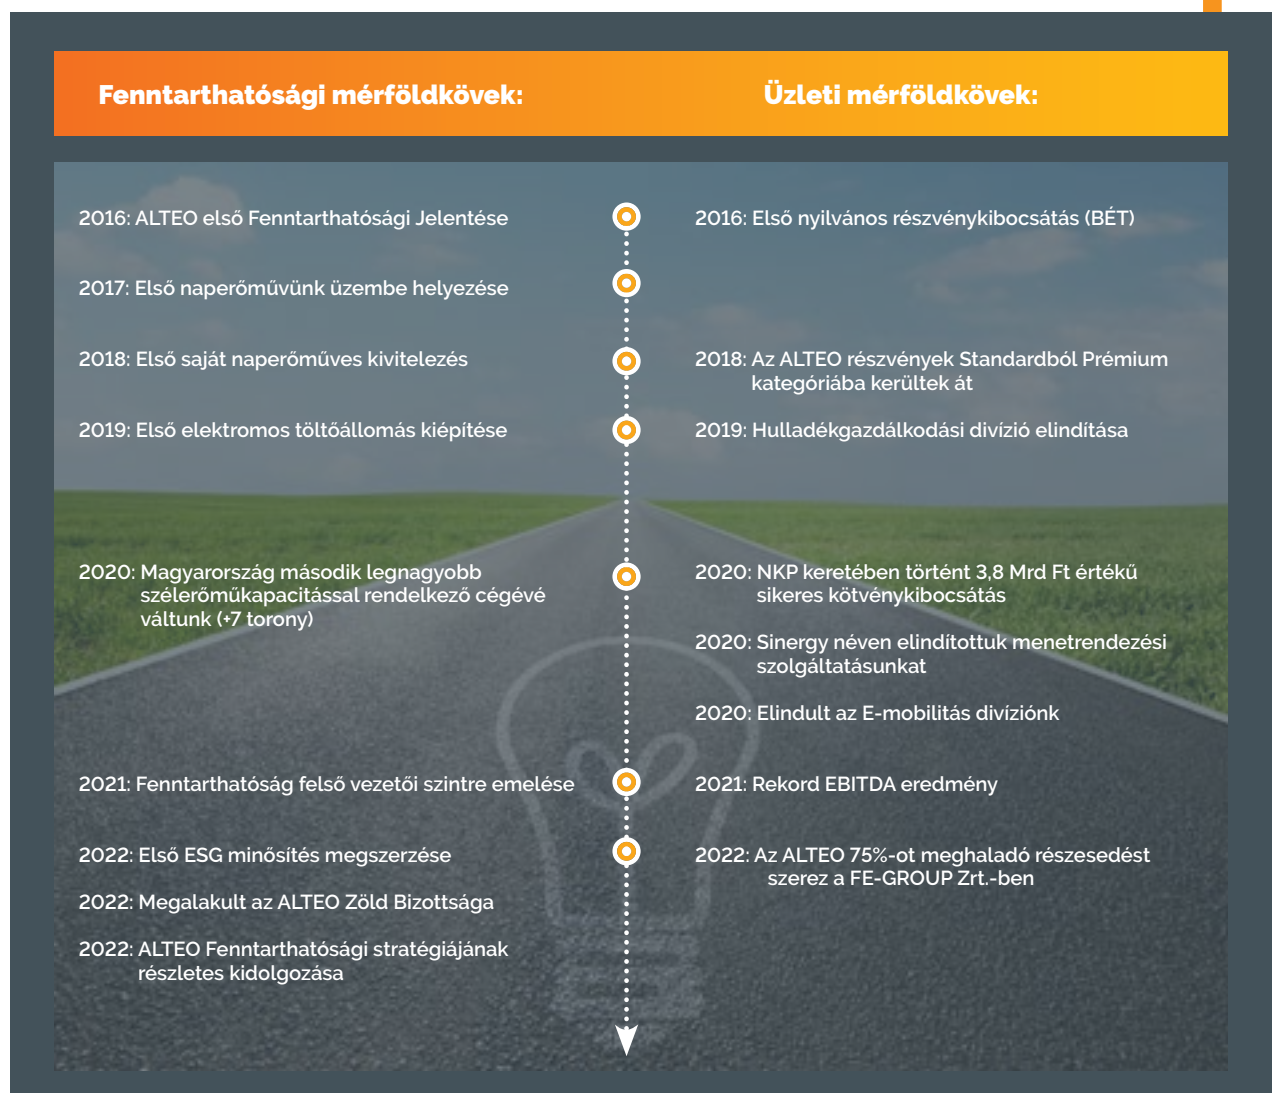 Fenntarthatósági mérföldkövek:
Üzleti mérföldkövek:
2016: ALTEO első Fenntarthatósági Jelentése
2017: Első naperőművünk üzembe helyezése
2018: Első saját naperőműves kivitelezés
2019: Első elektromos töltőállomás kiépítése
2020: Magyarország második legnagyobb
szélerőműkapacitással rendelkező cégévé
váltunk (+7 torony)
2021: Fenntarthatóság felső vezetői szintre emelése
2022: Első ESG minősítés megszerzése
2022: Megalakult az ALTEO Zöld Bizottsága
2022: ALTEO Fenntarthatósági stratégiájának
részletes kidolgozása
2016: Első nyilvános részvénykibocsátás (BÉT)
2018: Az ALTEO részvények Standardból Prémium
kategóriába kerültek át
2019: Hulladékgazdálkodási divízió elindítása
2020: NKP keretében történt 3,8 Mrd Ft értékű
sikeres kötvénykibocsátás
2020: Sinergy néven elindítottuk menetrendezési
szolgáltatásunkat
2020: Elindult az E-mobilitás divíziónk
2021: Rekord EBITDA eredmény
2022: Az ALTEO 75%-ot meghaladó részesedést
szerez a FE-GROUP Zrt.-ben